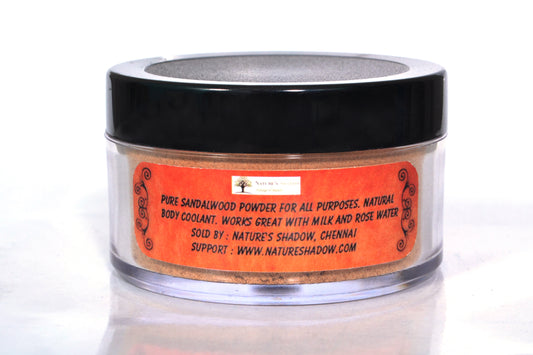 NATURE'S
PURE SANDALWOOD POWDER FOR ALL PURPOSES. NATURAL
BODY COOLANT. WORKS GREAT WITH MILK AND ROSE WATER
SOLD BY : NATURE'S SHADOW, CHENNAI
SUPPORT : WWW.NATURESHADOW.COM